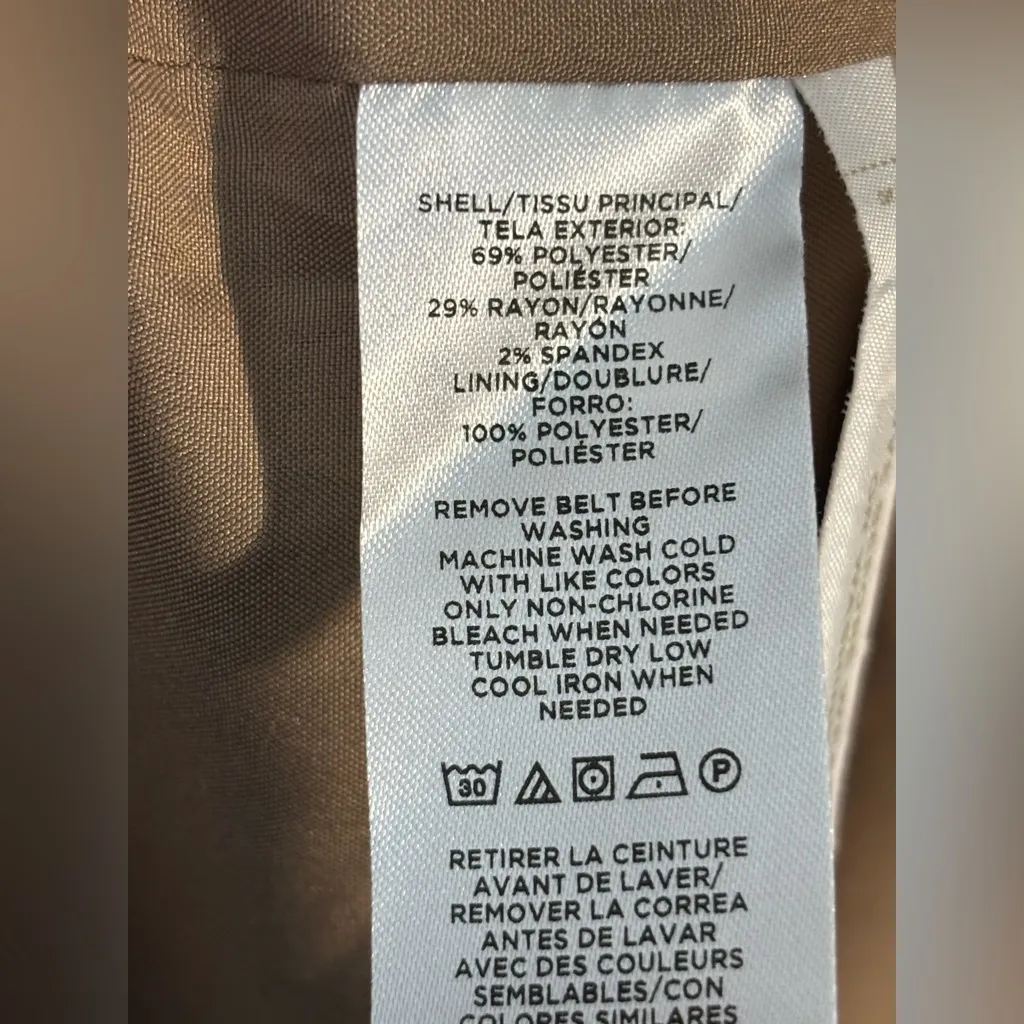 SHELL/TISSU PRINCIPAL/
TELA EXTERIOR:
69% POLYESTER/
POLIÉSTER
29% RAYON/RAYONNE/
RAYÓN
2% SPANDEX
LINING/DOUBLURE/
FORRO:
100% POLYESTER/
POLIÉSTER
REMOVE BELT BEFORE
WASHING
MACHINE WASH COLD
WITH LIKE COLORS
ONLY NON-CHLORINE
BLEACH WHEN NEEDED
TUMBLE DRY LOW
COOL IRON WHEN
NEEDED
30 P
RETIRER LA CEINTURE
AVANT DE LAVER/
REMOVER LA CORREA
ANTES DE LAVAR
AVEC DES COULEURS
SEMBLABLES/CON
COLORES SIMILARES